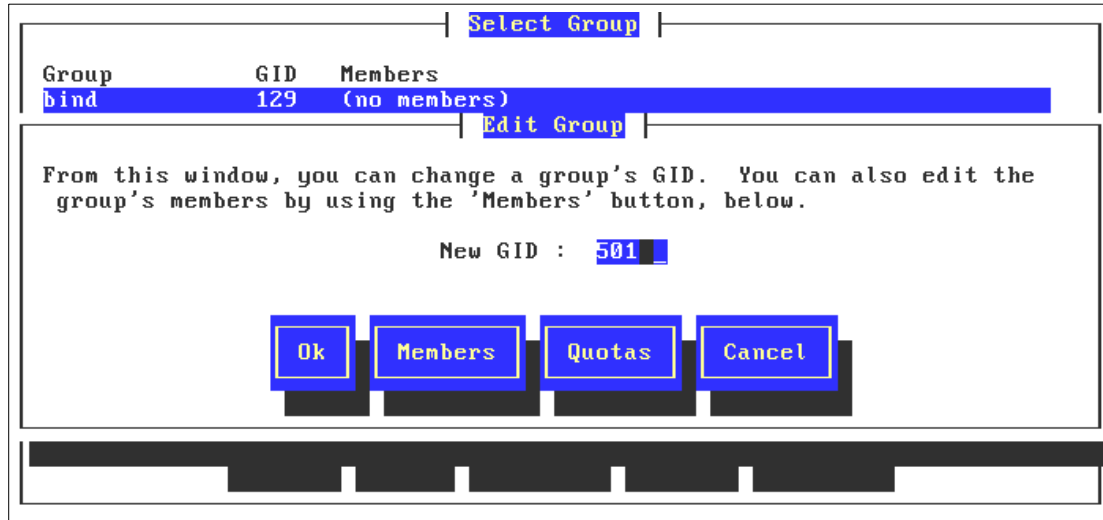 Select Group
Group GID Members
bind 129 (no members)
Edit Group
From this window, you can change a group's GID. You can also edit the
group's members by using the 'Members' button, below.
New GID : 501_
Ok Members Quotas Cancel